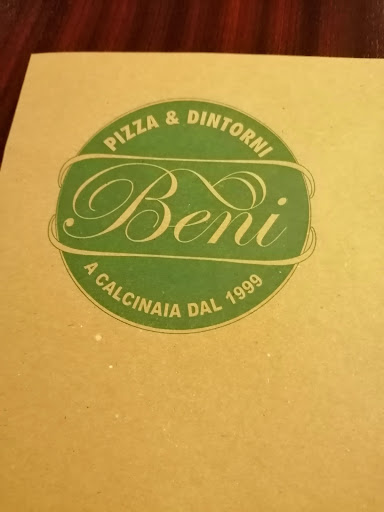 PIZZA & DINTORNI
Beni
A CALCINAIA DAL 1999